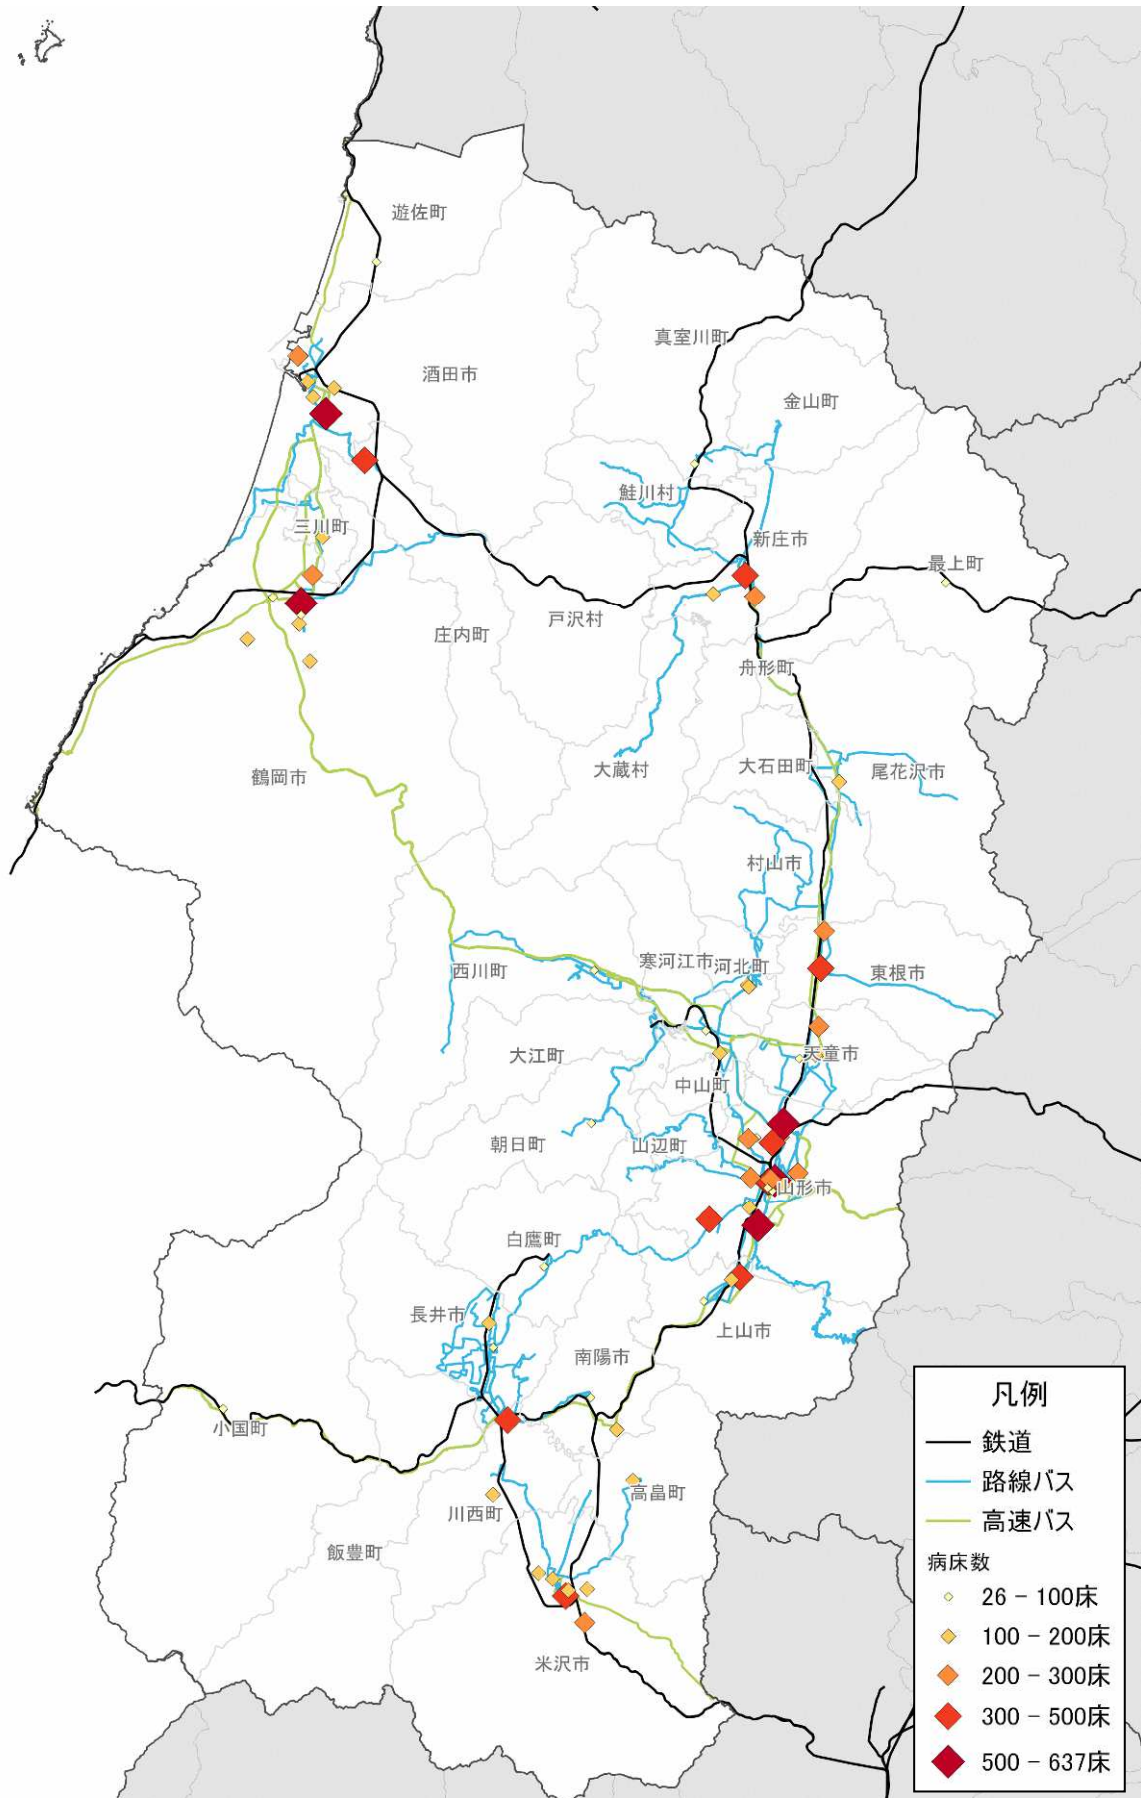 遊佐町
真室川町
酒田市
金山町
鮭川村
三川町
新庄市
最上町
戸沢村
庄内町
舟形町
大蔵村
大石田町
尾花沢市
鶴岡市
村山市
西川町
寒河江市
河北町
東根市
大江町
天童市
中山町
朝日町
山辺町
山形市
白鷹町
長井市
上山市
南陽市
小国町
高畠町
川西町
飯豊町
米沢市
凡例
鉄道
路線バス
高速バス
病床数
26 - 100床
100 - 200床
200 - 300床
300 - 500床
500 - 637床